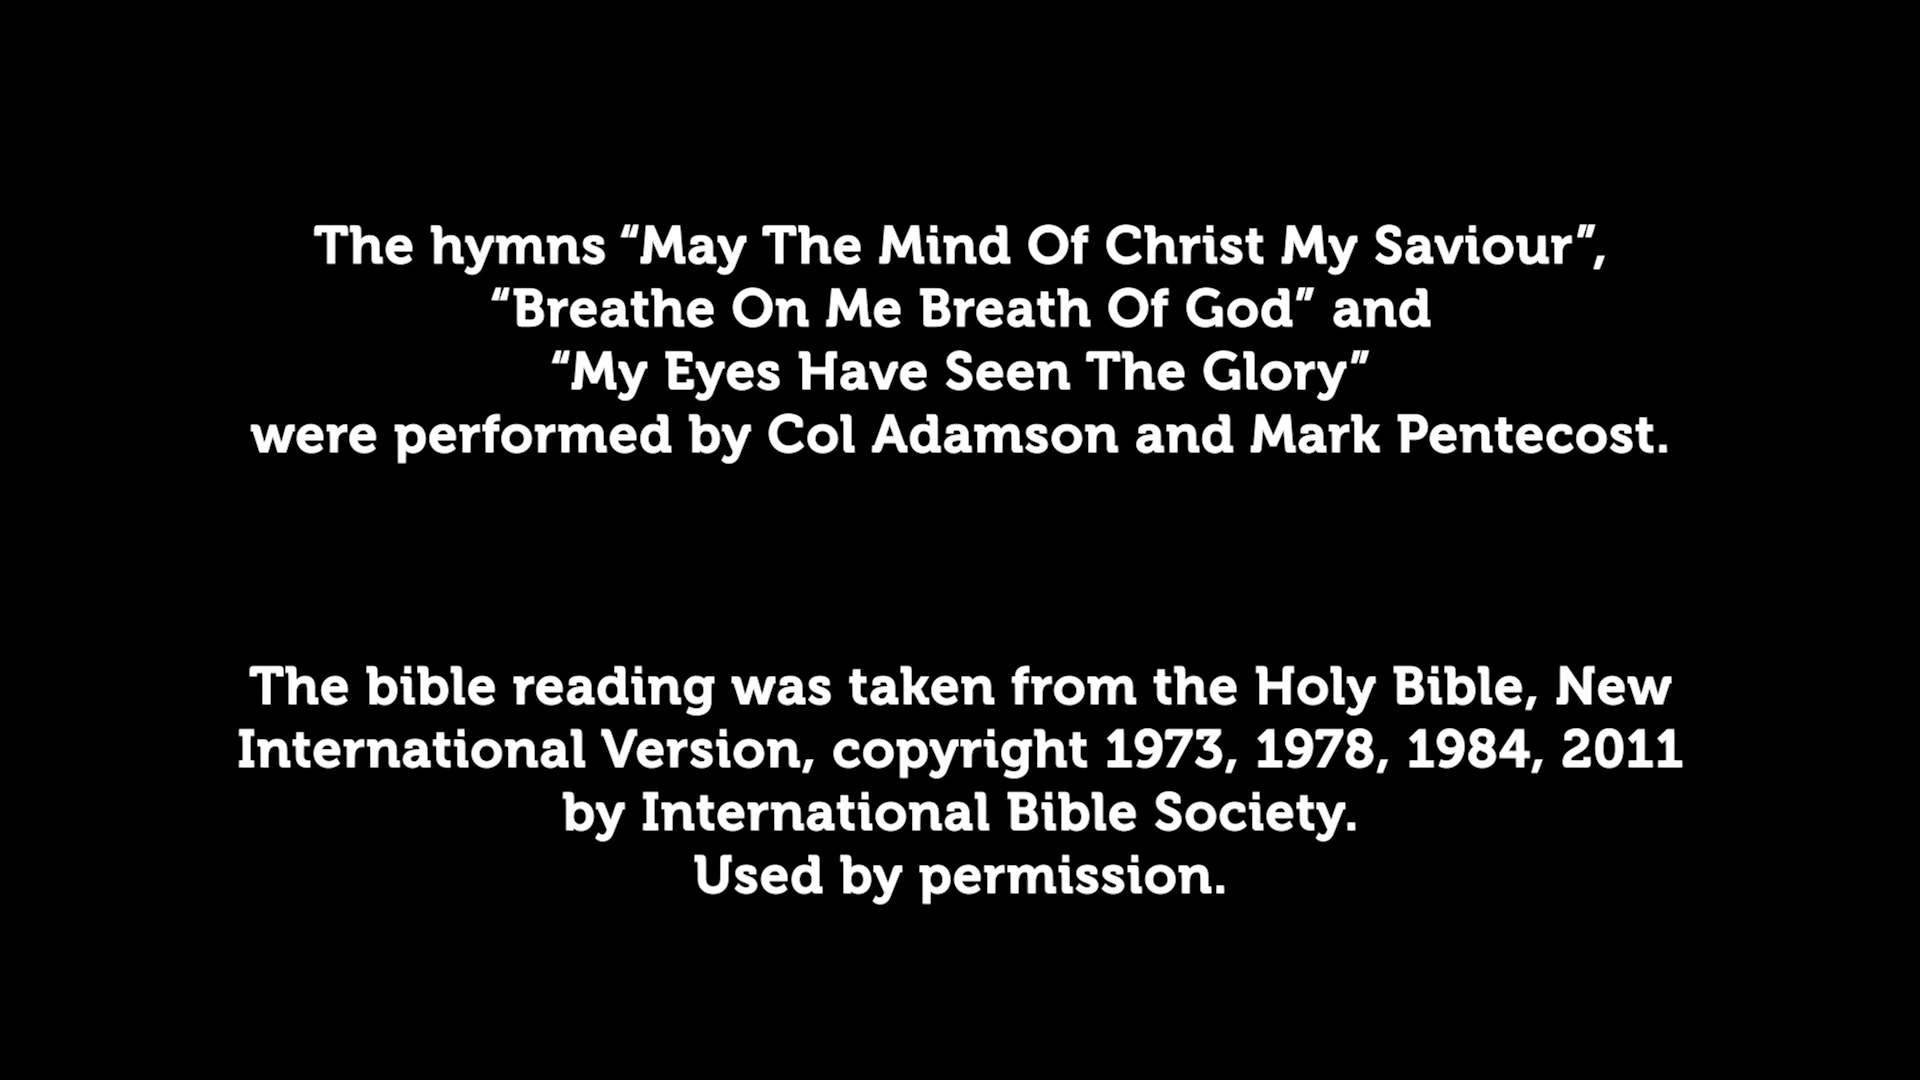 The hymns “May The Mind Of Christ My Saviour”,
“Breathe On Me Breath Of God” and
“My Eyes Have Seen The Glory”
were performed by Col Adamson and Mark Pentecost.
The bible reading was taken from the Holy Bible, New
International Version, copyright 1973, 1978, 1984, 2011
by International Bible Society.
Used by permission.